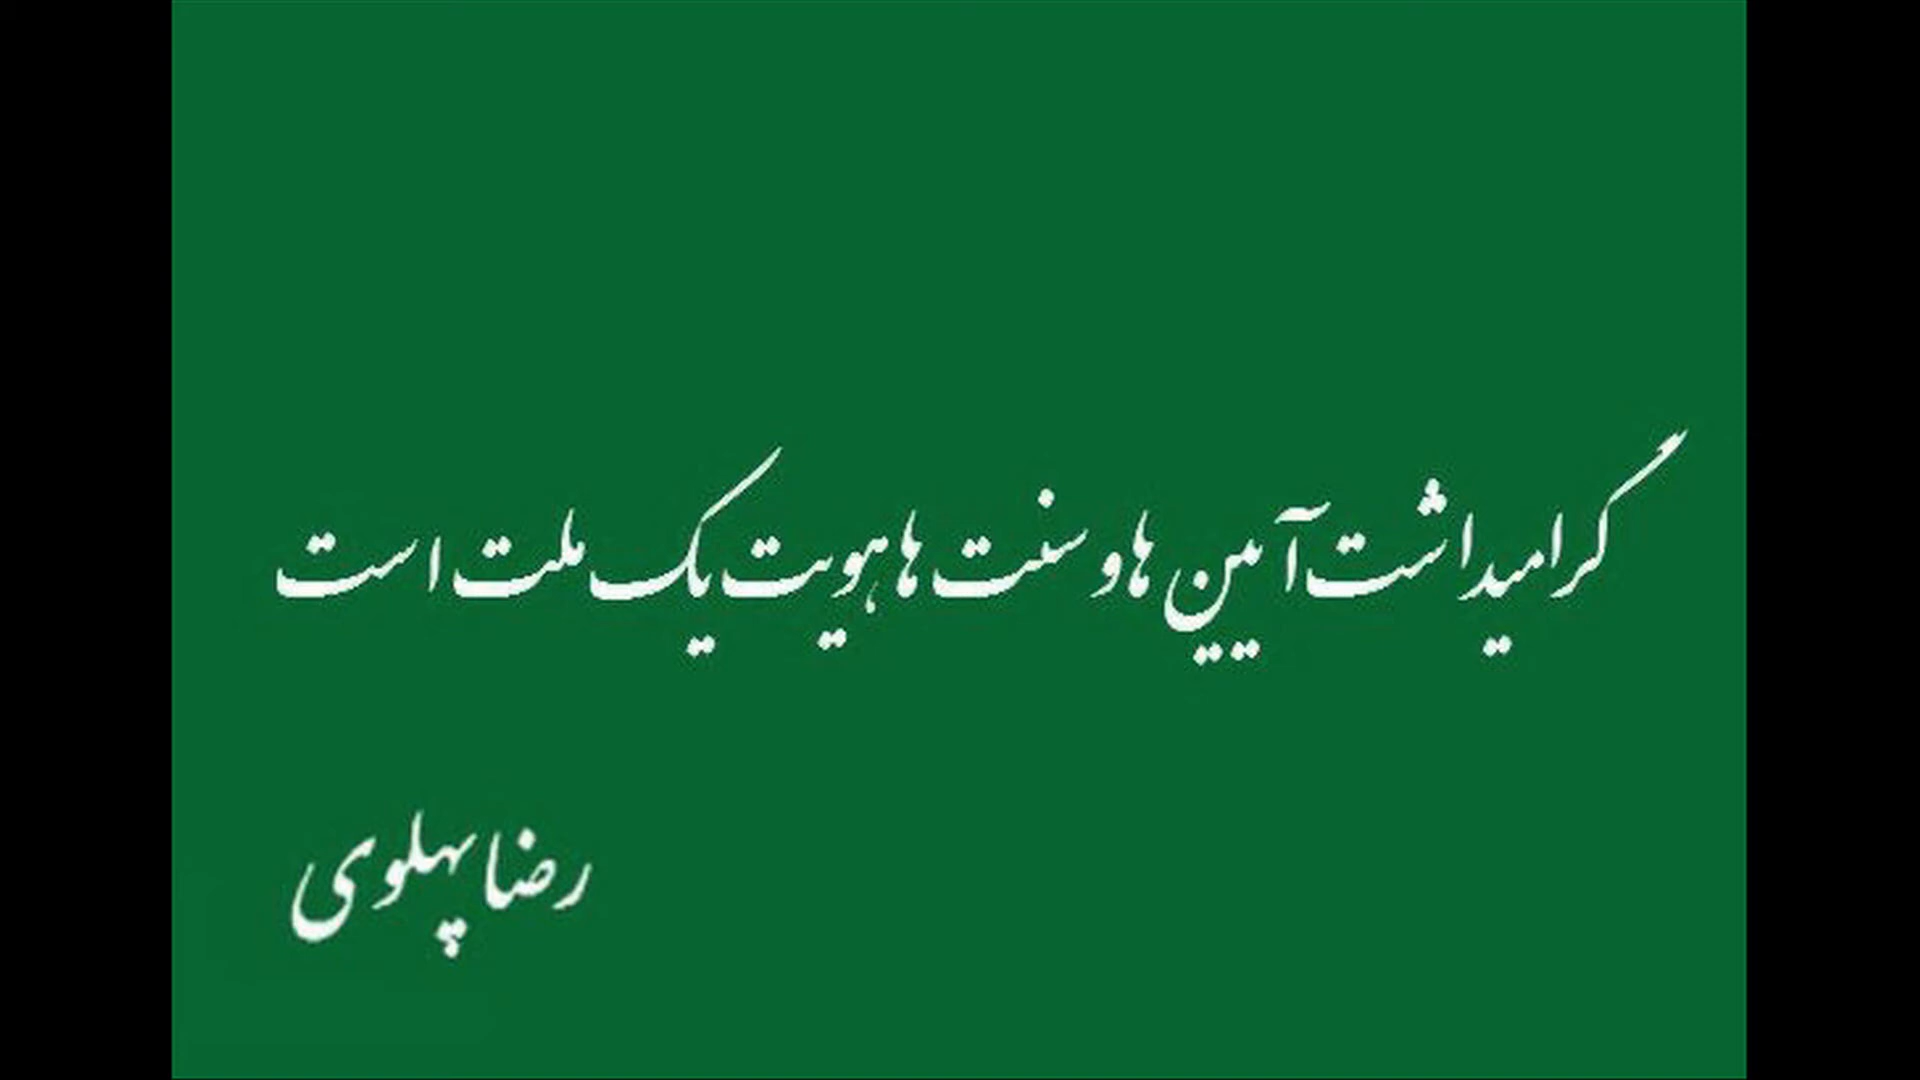 گرامیداشت آیین ها و سنت ها هویت یک ملت است
رضا پهلوی